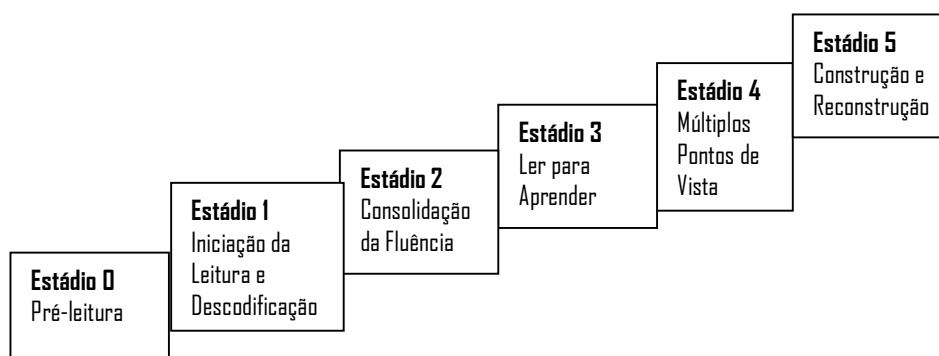 Estádio 0
Pré-leitura
Estádio 1
Iniciação da
Leitura e
Descodificação
Estádio 2
Consolidação
da Fluência
Estádio 3
Ler para
Aprender
Estádio 4
Múltiplos
Pontos de
Vista
Estádio 5
Construção e
Reconstrução